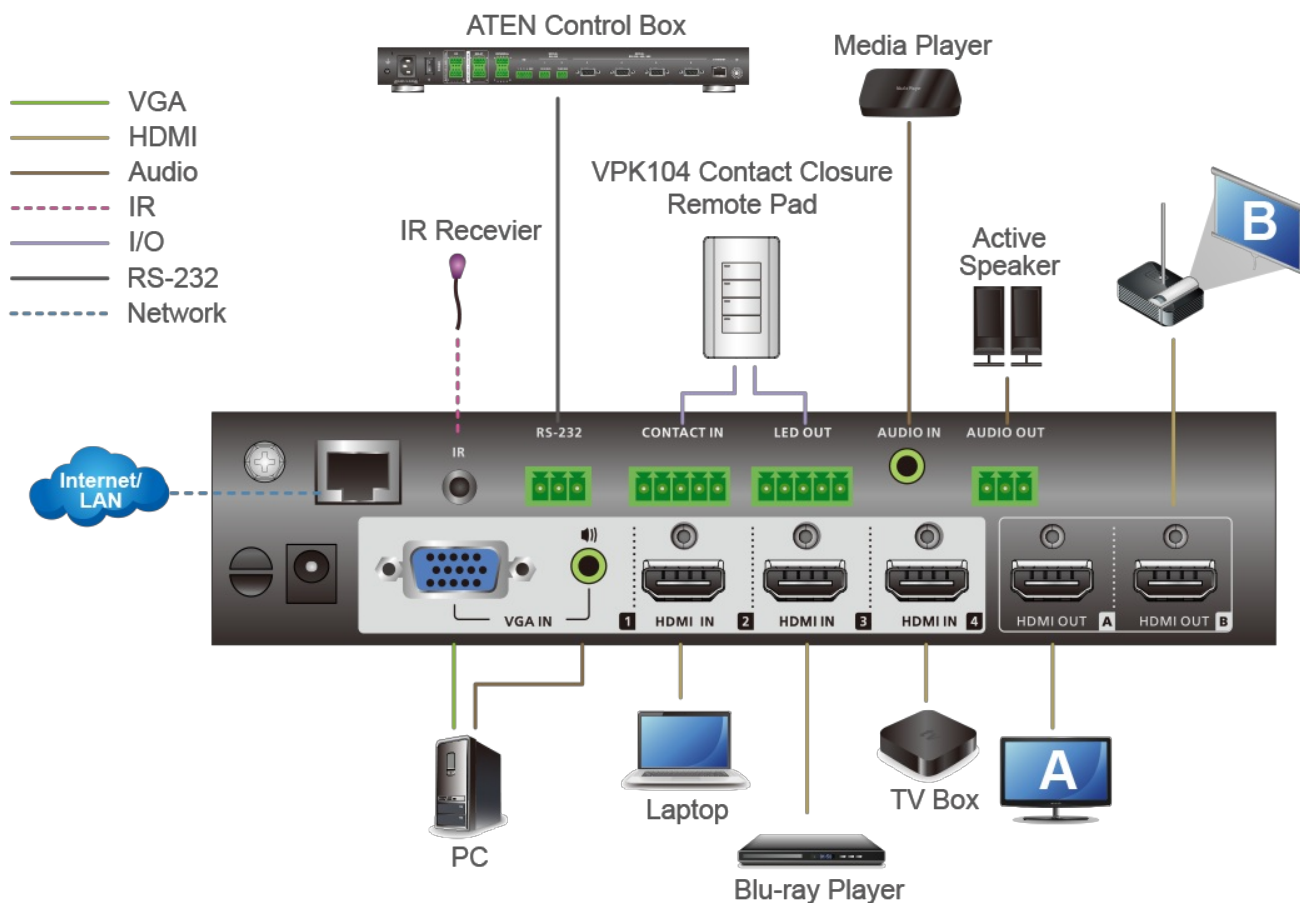 ATEN Control Box
Media Player
VGA
HDMI
Audio
IR
I/O
RS-232
Network
IR Recevier
VPK104 Contact Closure
Remote Pad
Active
Speaker
B
RS-232
CONTACT IN
LED OUT
AUDIO IN
AUDIO OUT
IR
Internet/
LAN
VGA IN
1
HDMI IN
2
HDMI IN
3
HDMI IN
4
HDMI OUT
A
HDMI OUT
B
PC
Laptop
Blu-ray Player
TV Box
A